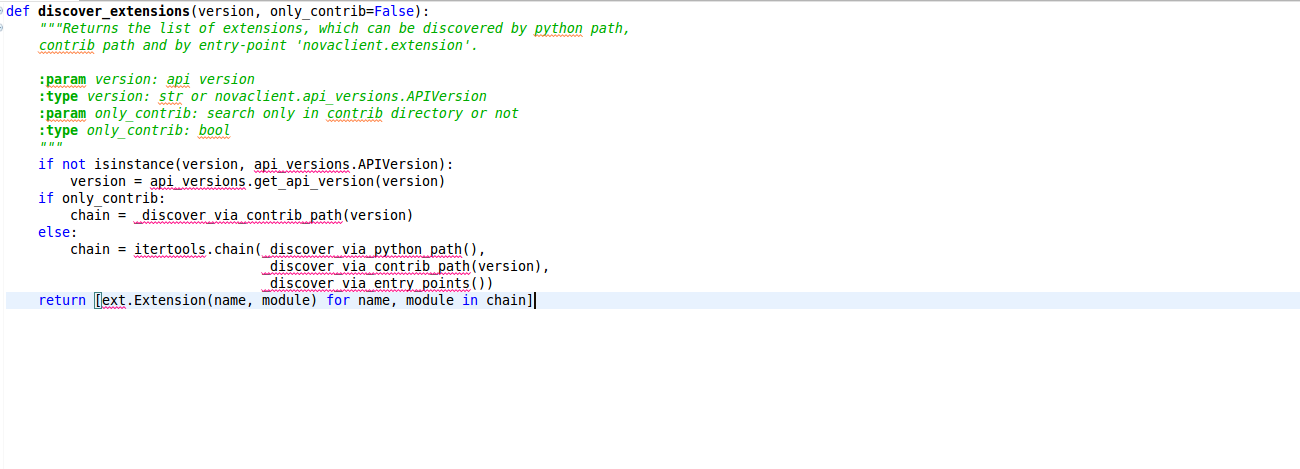 def discover_extensions(version, only_contrib=False):
    """Returns the list of extensions, which can be discovered by python path,
    contrib path and by entry-point 'novaclient.extension'.

    :param version: api version
    :type version: str or novaclient.api_versions.APIVersion
    :param only_contrib: search only in contrib directory or not
    :type only_contrib: bool
    """
    if not isinstance(version, api_versions.APIVersion):
        version = api_versions.get_api_version(version)
    if only_contrib:
        chain = _discover_via_contrib_path(version)
    else:
        chain = itertools.chain(_discover_via_python_path(),
                                _discover_via_contrib_path(version),
                                _discover_via_entry_points())
    return [ext.Extension(name, module) for name, module in chain]